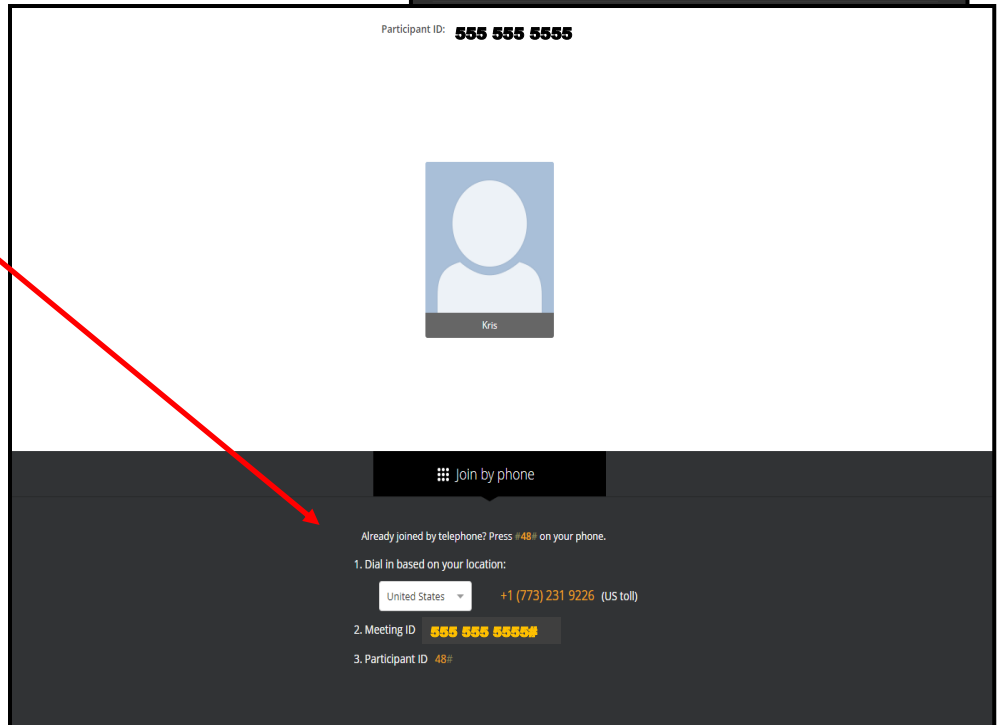 Participant ID: 555 555 5555
Kris
Join by phone
Already joined by telephone? Press #48# on your phone.
1. Dial in based on your location:
United States +1 (773) 231 9226 (US toll)
2. Meeting ID 555 555 5555#
3. Participant ID 48#